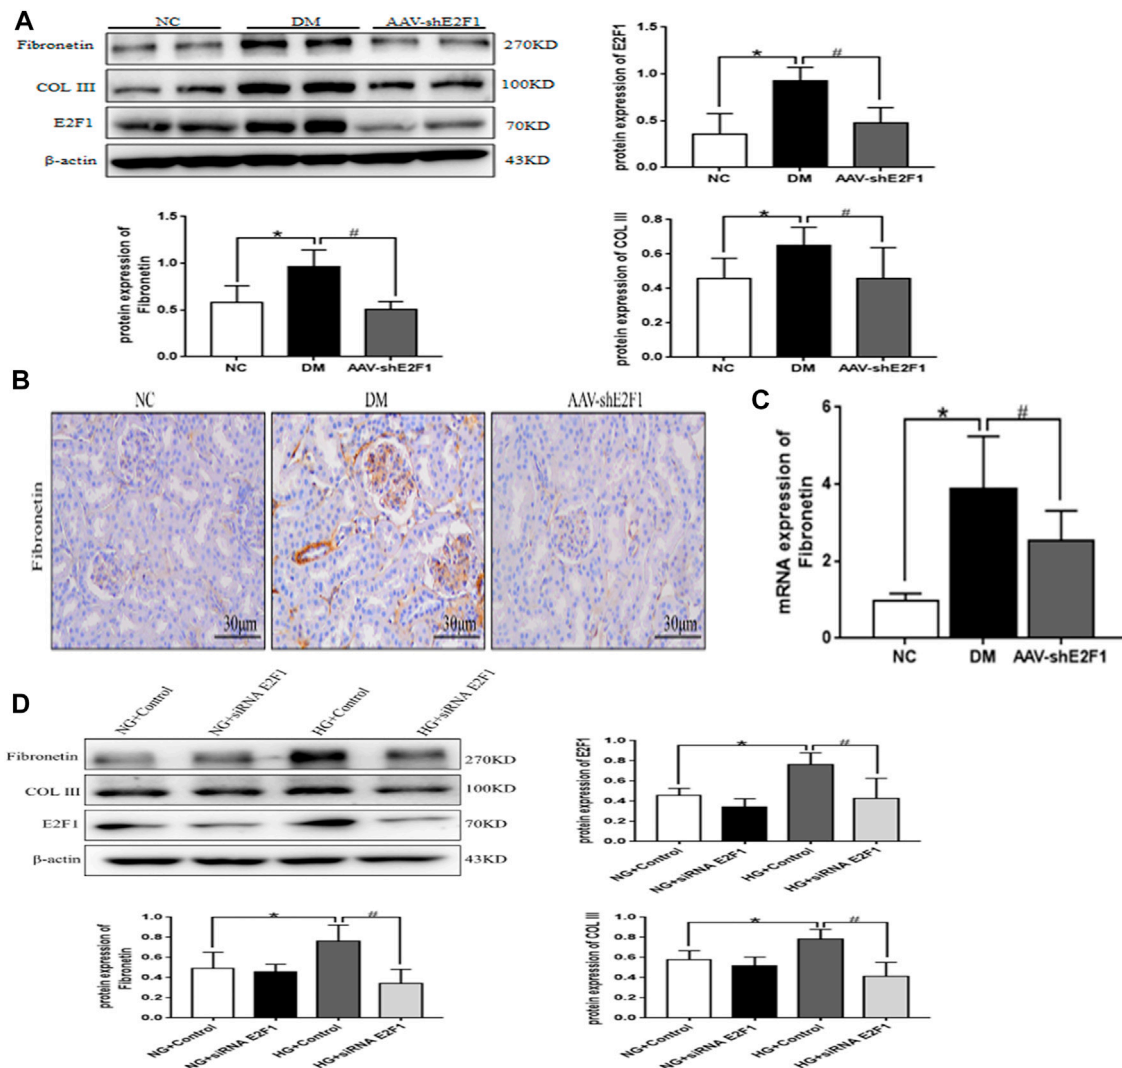 A
NC DM AAV-shE2F1
Fibronetin 270KD
COL III 100KD
E2F1 70KD
β-actin 43KD
protein expression of E2F1
1.5
1.0
0.5
0.0
* #
NC DM AAV-shE2F1
protein expression of
Fibronetin
1.5
1.0
0.5
0.0
* #
NC DM AAV-shE2F1
protein expression of COL III
0.8
0.6
0.4
0.2
0.0
* #
NC DM AAV-shE2F1
B
NC DM AAV-shE2F1
Fibronetin
30μm 30μm 30μm
C
mRNA expression of
Fibronetin
6
4
2
0
* #
NC DM AAV-shE2F1
D
NG+Control NG+siRNA E2F1 HG+Control HG+siRNA E2F1
Fibronetin 270KD
COL III 100KD
E2F1 70KD
β-actin 43KD
protein expression of E2F1
1.0
0.8
0.6
0.4
0.2
0.0
* #
NG+Control NG+siRNA E2F1 HG+Control HG+siRNA E2F1
protein expression of
Fibronetin
1.0
0.8
0.6
0.4
0.2
0.0
* #
NG+Control NG+siRNA E2F1 HG+Control HG+siRNA E2F1
protein expression of COL III
1.0
0.8
0.6
0.4
0.2
0.0
* #
NG+Control NG+siRNA E2F1 HG+Control HG+siRNA E2F1